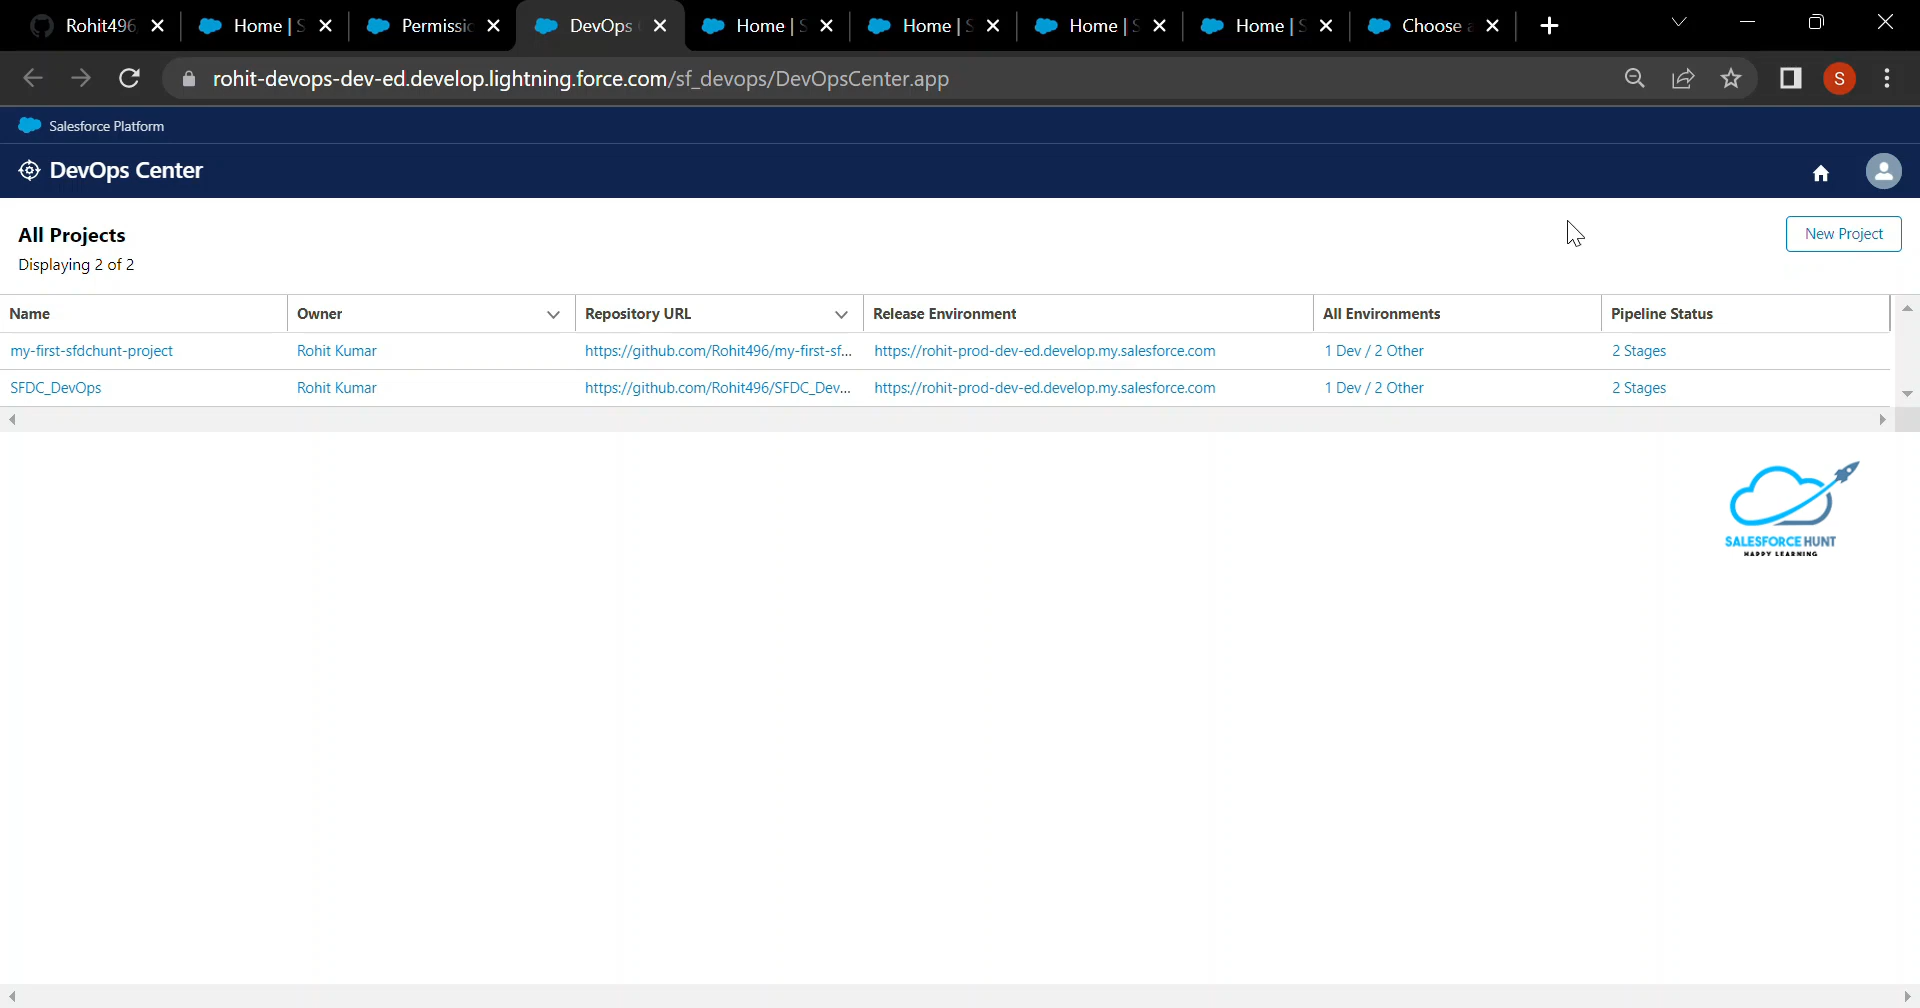 Rohit496 Home | S Permissic DevOps Home | S Home | S Home | S Home | S Choose a
rohit-devops-dev-ed.develop.lightning.force.com/sf_devops/DevOpsCenter.app S
Salesforce Platform
DevOps Center
All Projects
New Project
Displaying 2 of 2
Name Owner Repository URL Release Environment All Environments Pipeline Status
my-first-sfdchunt-project Rohit Kumar https://github.com/Rohit496/my-first-sf... https://rohit-prod-dev-ed.develop.my.salesforce.com 1 Dev / 2 Other 2 Stages
SFDC_DevOps Rohit Kumar https://github.com/Rohit496/SFDC_Dev... https://rohit-prod-dev-ed.develop.my.salesforce.com 1 Dev / 2 Other 2 Stages
SALESFORCE HUNT
HAPPY LEARNING